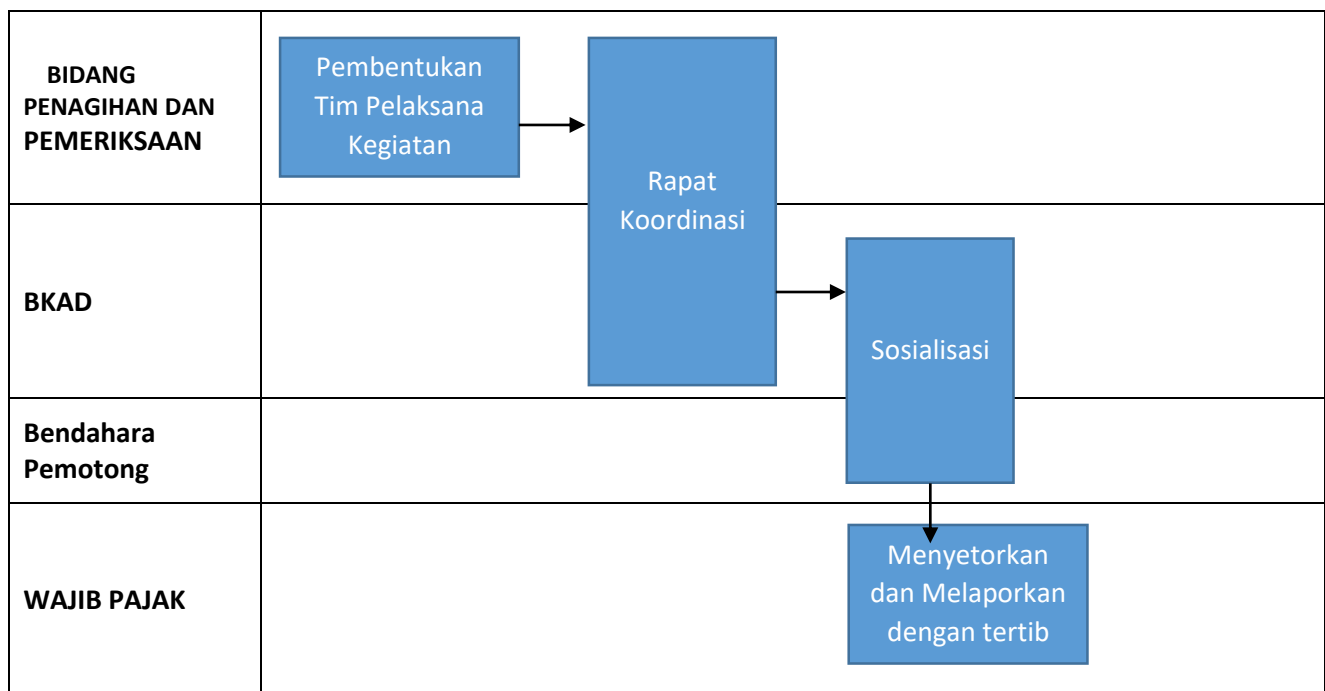 BIDANG
PENAGIHAN DAN
PEMERIKSAAN
Pembentukan
Tim Pelaksana
Kegiatan
Rapat
Koordinasi
BKAD
Sosialisasi
Bendahara
Pemotong
WAJIB PAJAK
Menyetorkan
dan Melaporkan
dengan tertib